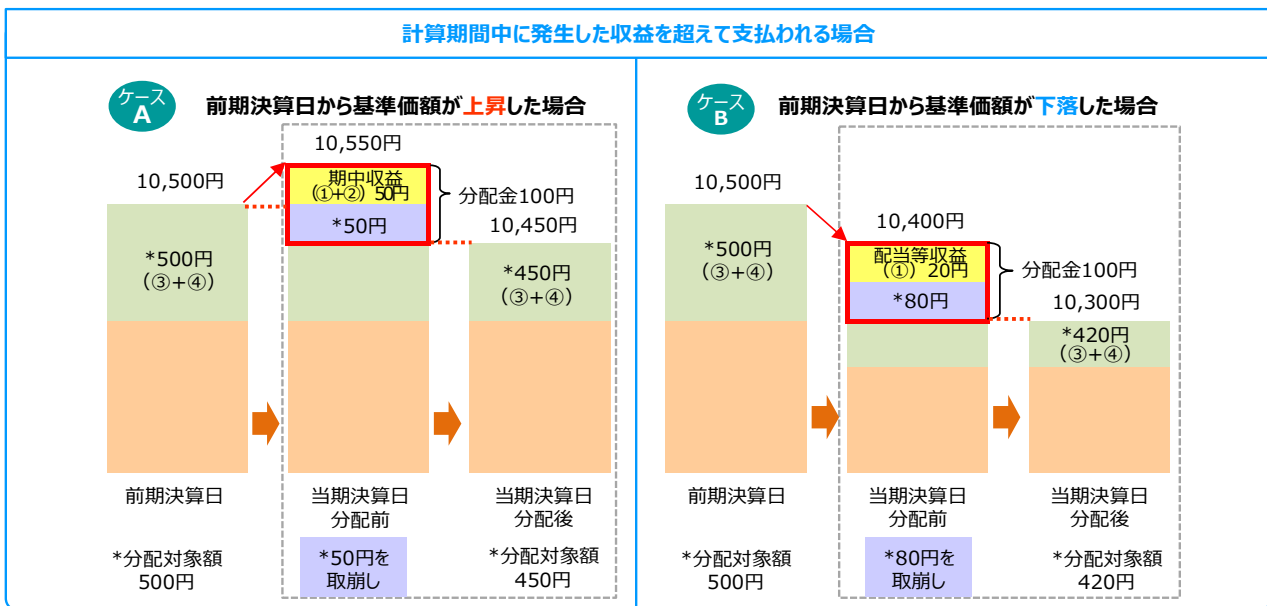 計算期間中に発生した収益を超えて支払われる場合
ケース
A
前期決算日から基準価額が上昇した場合
10,550円
10,500円
期中収益
(①+②) 50円
*50円
分配金100円
10,450円
*500円
(③+④)
*450円
(③+④)
前期決算日
当期決算日
分配前
当期決算日
分配後
*分配対象額
500円
*50円を
取崩し
*分配対象額
450円
ケース
B
前期決算日から基準価額が下落した場合
10,500円
10,400円
配当等収益
(①) 20円
*80円
分配金100円
10,300円
*500円
(③+④)
*420円
(③+④)
前期決算日
当期決算日
分配前
当期決算日
分配後
*分配対象額
500円
*80円を
取崩し
*分配対象額
420円